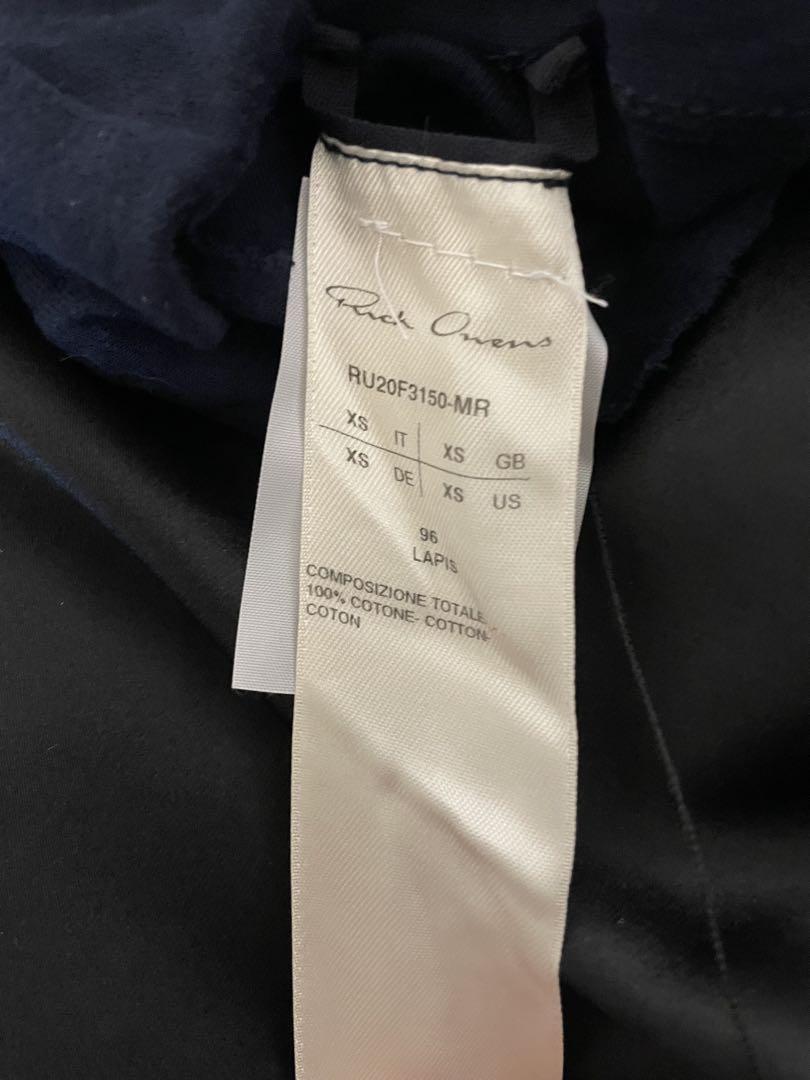 Rick Owens
RU20F3150-MR
XS IT XS GB
XS DE XS US
96
LAPIS
COMPOSIZIONE TOTALE
100% COTONE- COTTON-
COTON